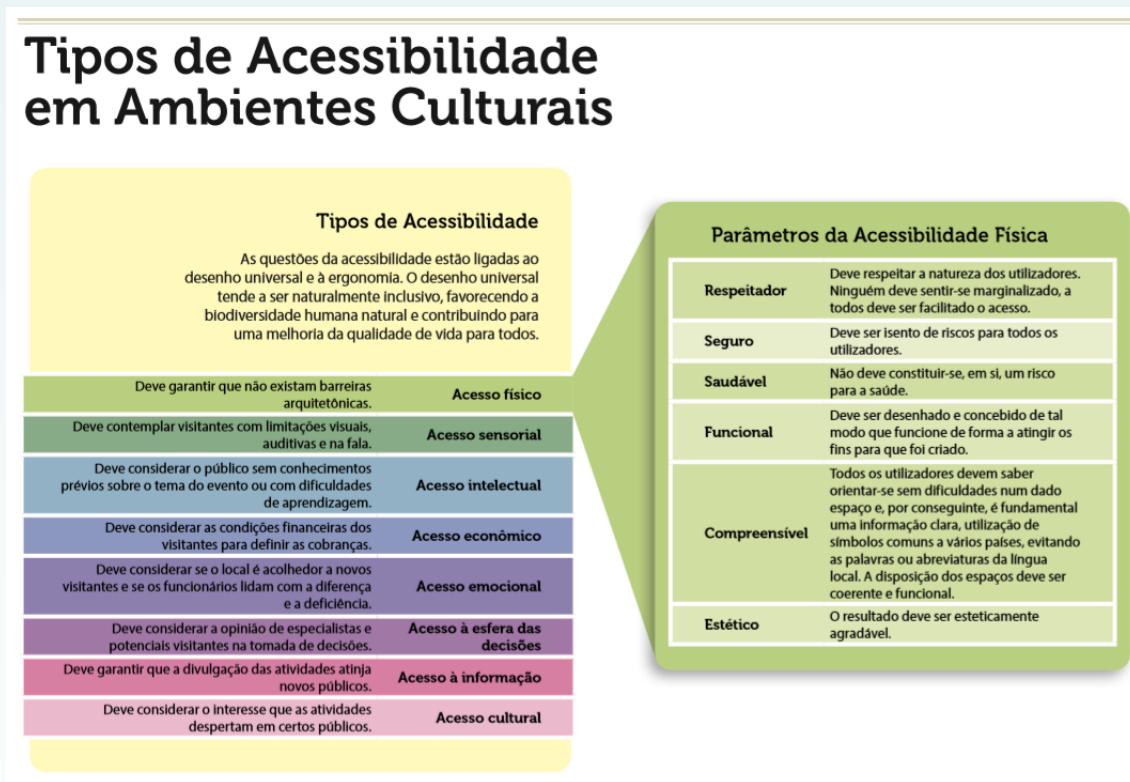 Tipos de Acessibilidade
em Ambientes Culturais
Tipos de Acessibilidade
As questões da acessibilidade estão ligadas ao
desenho universal e à ergonomia. O desenho universal
tende a ser naturalmente inclusivo, favorecendo a
biodiversidade humana natural e contribuindo para
uma melhoria da qualidade de vida para todos.
Deve garantir que não existam barreiras
arquitetônicas.
Acesso físico
Deve contemplar visitantes com limitações visuais,
auditivas e na fala.
Acesso sensorial
Deve considerar o público sem conhecimentos
prévios sobre o tema do evento ou com dificuldades
de aprendizagem.
Acesso intelectual
Deve considerar as condições financeiras dos
visitantes para definir as cobranças.
Acesso econômico
Deve considerar se o local é acolhedor a novos
visitantes e se os funcionários lidam com a diferença
e a deficiência.
Acesso emocional
Deve considerar a opinião de especialistas e
potenciais visitantes na tomada de decisões.
Acesso à esfera das
decisões
Deve garantir que a divulgação das atividades atinja
novos públicos.
Acesso à informação
Deve considerar o interesse que as atividades
despertam em certos públicos.
Acesso cultural
Parâmetros da Acessibilidade Física
Respeitador
Deve respeitar a natureza dos utilizadores.
Ninguém deve sentir-se marginalizado, a
todos deve ser facilitado o acesso.
Seguro
Deve ser isento de riscos para todos os
utilizadores.
Saudável
Não deve constituir-se, em si, um risco
para a saúde.
Funcional
Deve ser desenhado e concebido de tal
modo que funcione de forma a atingir os
fins para que foi criado.
Compreensível
Todos os utilizadores devem saber
orientar-se sem dificuldades num dado
espaço e, por conseguinte, é fundamental
uma informação clara, utilização de
símbolos comuns a vários países, evitando
as palavras ou abreviaturas da língua
local. A disposição dos espaços deve ser
coerente e funcional.
Estético
O resultado deve ser esteticamente
agradável.